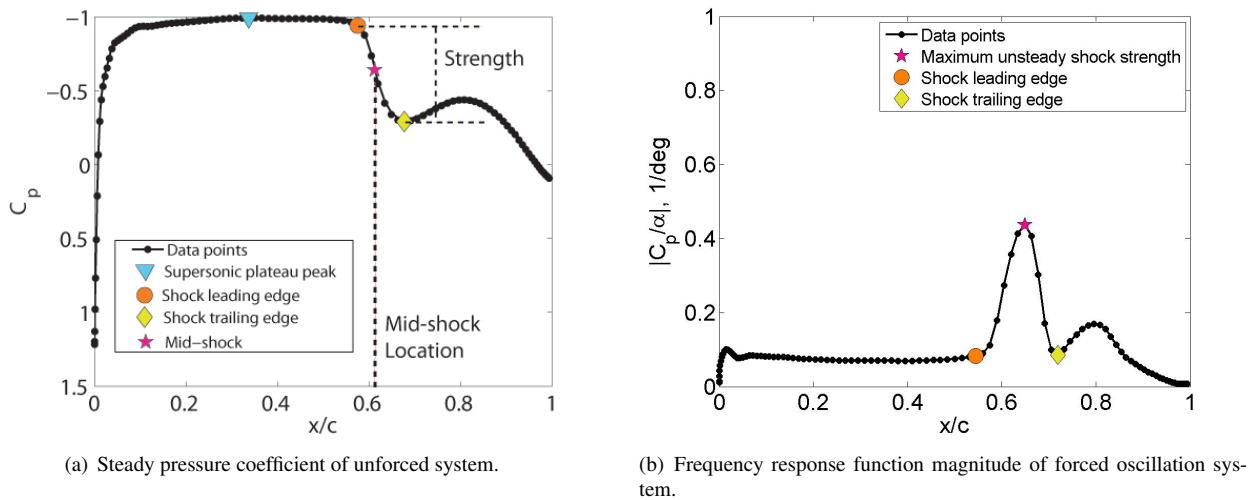 −1
−0.5
0
0.5
1
1.5
C_p
0 0.2 0.4 0.6 0.8 1
x/c
Strength
Mid-shock
Location
Data points
Supersonic plateau peak
Shock leading edge
Shock trailing edge
Mid−shock
(a) Steady pressure coefficient of unforced system.
1
0.8
0.6
0.4
0.2
0
|C_p/α|, 1/deg
0 0.2 0.4 0.6 0.8 1
x/c
Data points
Maximum unsteady shock strength
Shock leading edge
Shock trailing edge
(b) Frequency response function magnitude of forced oscillation sys-
tem.